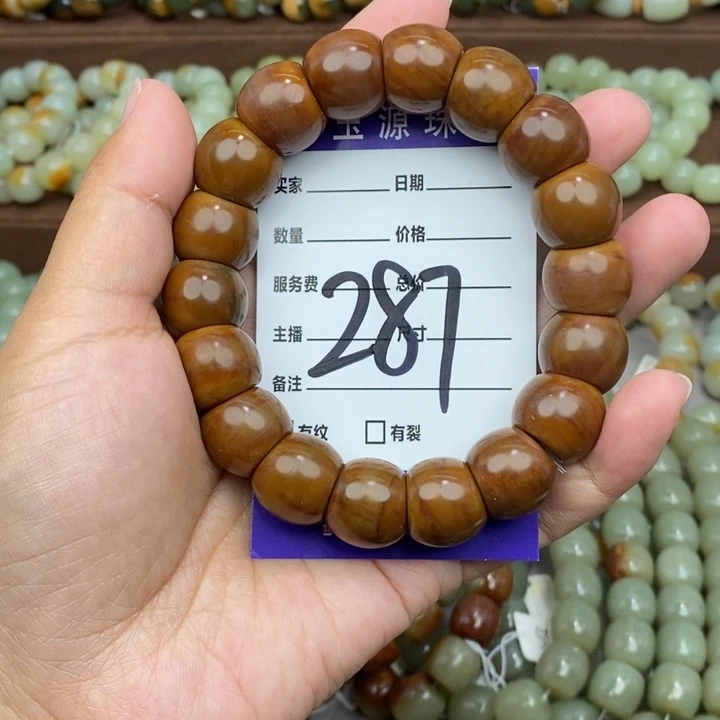 宝源珠
买家 日期
数量 价格
服务费 总价
287
主播 尺寸
备注
有纹 有裂